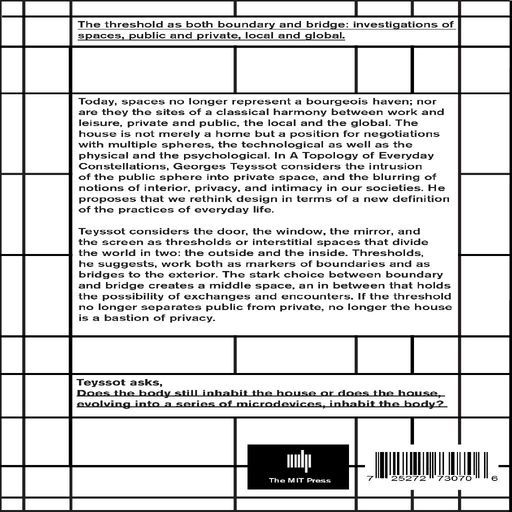 The threshold as both boundary and bridge: investigations of
spaces, public and private, local and global.
Today, spaces no longer represent a bourgeois haven; nor
are they the sites of a classical harmony between work and
leisure, private and public, the local and the global. The
house is not merely a home but a position for negotiations
with multiple spheres, the technological as well as the
physical and the psychological. In A Topology of Everyday
Constellations, Georges Teyssot considers the intrusion
of the public sphere into private space, and the blurring of
notions of interior, privacy, and intimacy in our societies. He
proposes that we rethink design in terms of a new definition
of the practices of everyday life.
Teyssot considers the door, the window, the mirror, and
the screen as thresholds or interstitial spaces that divide
the world in two: the outside and the inside. Thresholds,
he suggests, work both as markers of boundaries and as
bridges to the exterior. The stark choice between boundary
and bridge creates a middle space, an in between that holds
the possibility of exchanges and encounters. If the threshold
no longer separates public from private, no longer the house
is a bastion of privacy.
Teyssot asks,
Does the body still inhabit the house or does the house,
evolving into a series of microdevices, inhabit the body?
The MIT Press
7 25272 73070 6